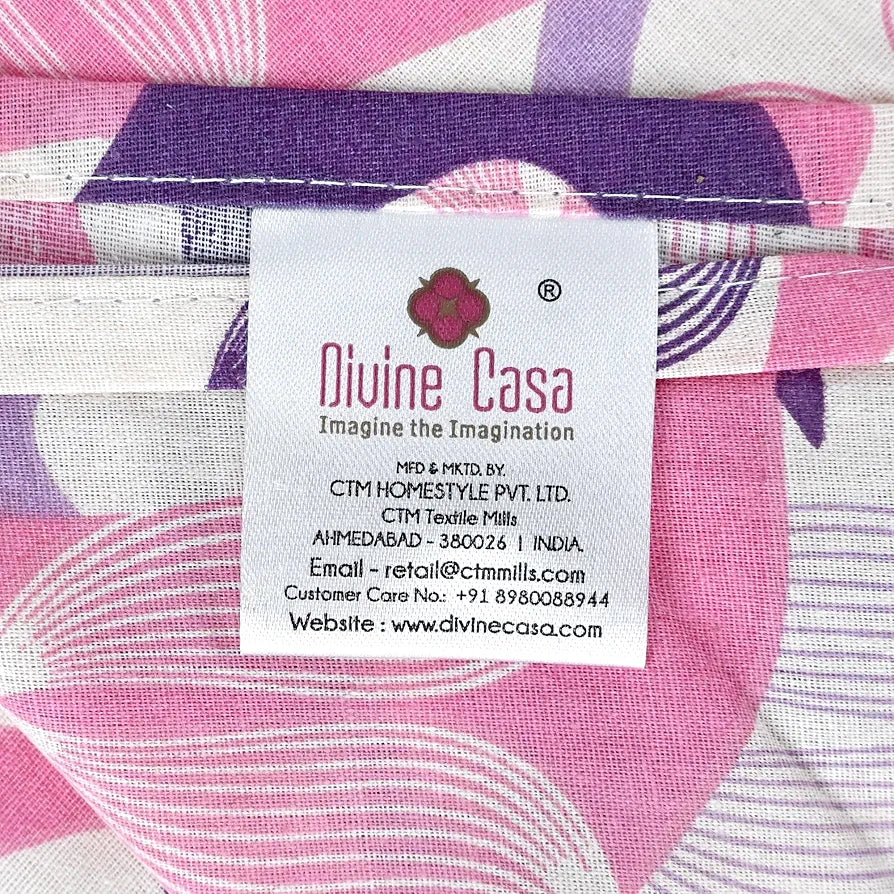 ®
Divine Casa
Imagine the Imagination
MFD & MKTD. BY.
CTM HOMESTYLE PVT. LTD.
CTM Textile Mills
AHMEDABAD - 380026 | INDIA.
Email - retail@ctmmills.com
Customer Care No.: +91 8980088944
Website : www.divinecasa.com